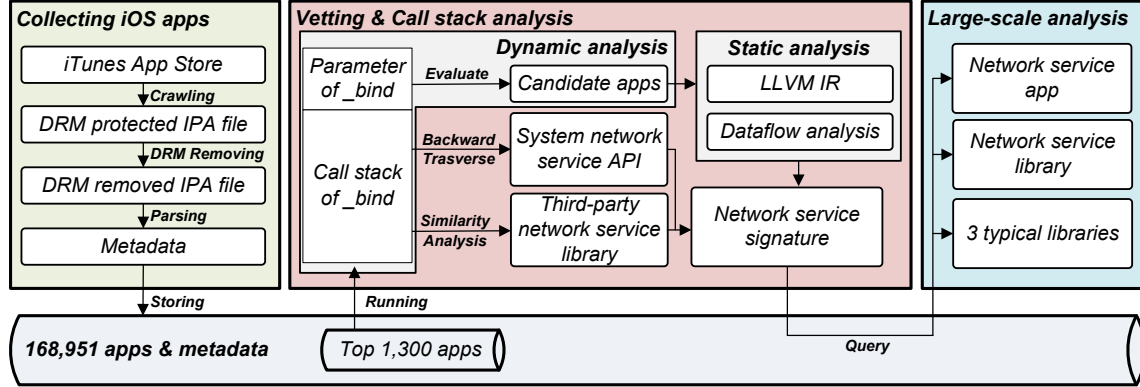 Collecting iOS apps
iTunes App Store
Crawling
DRM protected IPA file
DRM Removing
DRM removed IPA file
Parsing
Metadata
Storing
Vetting & Call stack analysis
Dynamic analysis
Parameter
of _bind
Evaluate
Candidate apps
Call stack
of _bind
Backward
Trasverse
System network
service API
Similarity
Analysis
Third-party
network service
library
Running
Static analysis
LLVM IR
Dataflow analysis
Network service
signature
Large-scale analysis
Network service
app
Network service
library
3 typical libraries
168,951 apps & metadata
Top 1,300 apps
Query